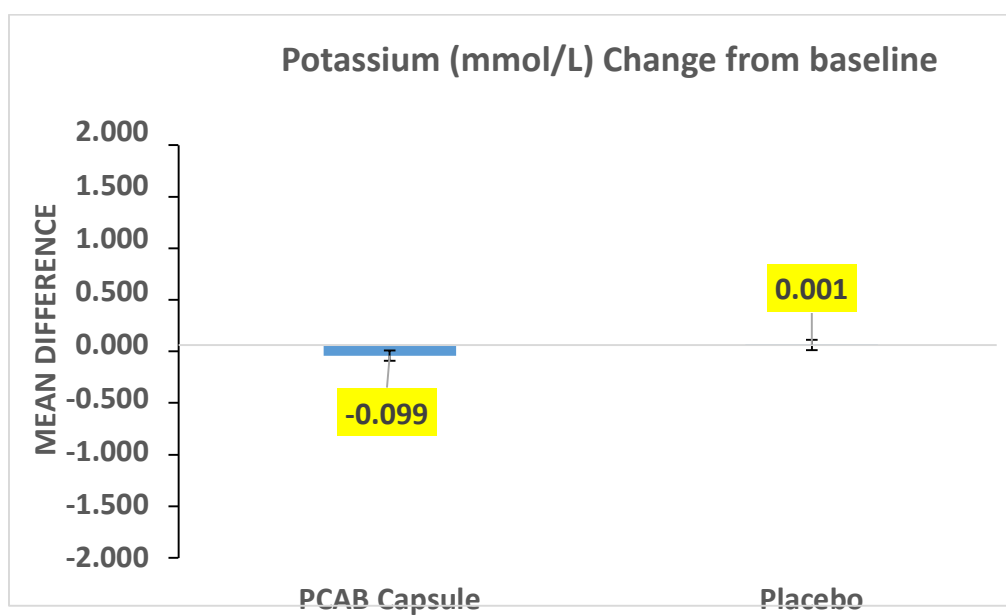 Potassium (mmol/L) Change from baseline
MEAN DIFFERENCE
2.000
1.500
1.000
0.500
0.000
-0.500
-1.000
-1.500
-2.000
-0.099
0.001
PCAB Capsule
Placebo